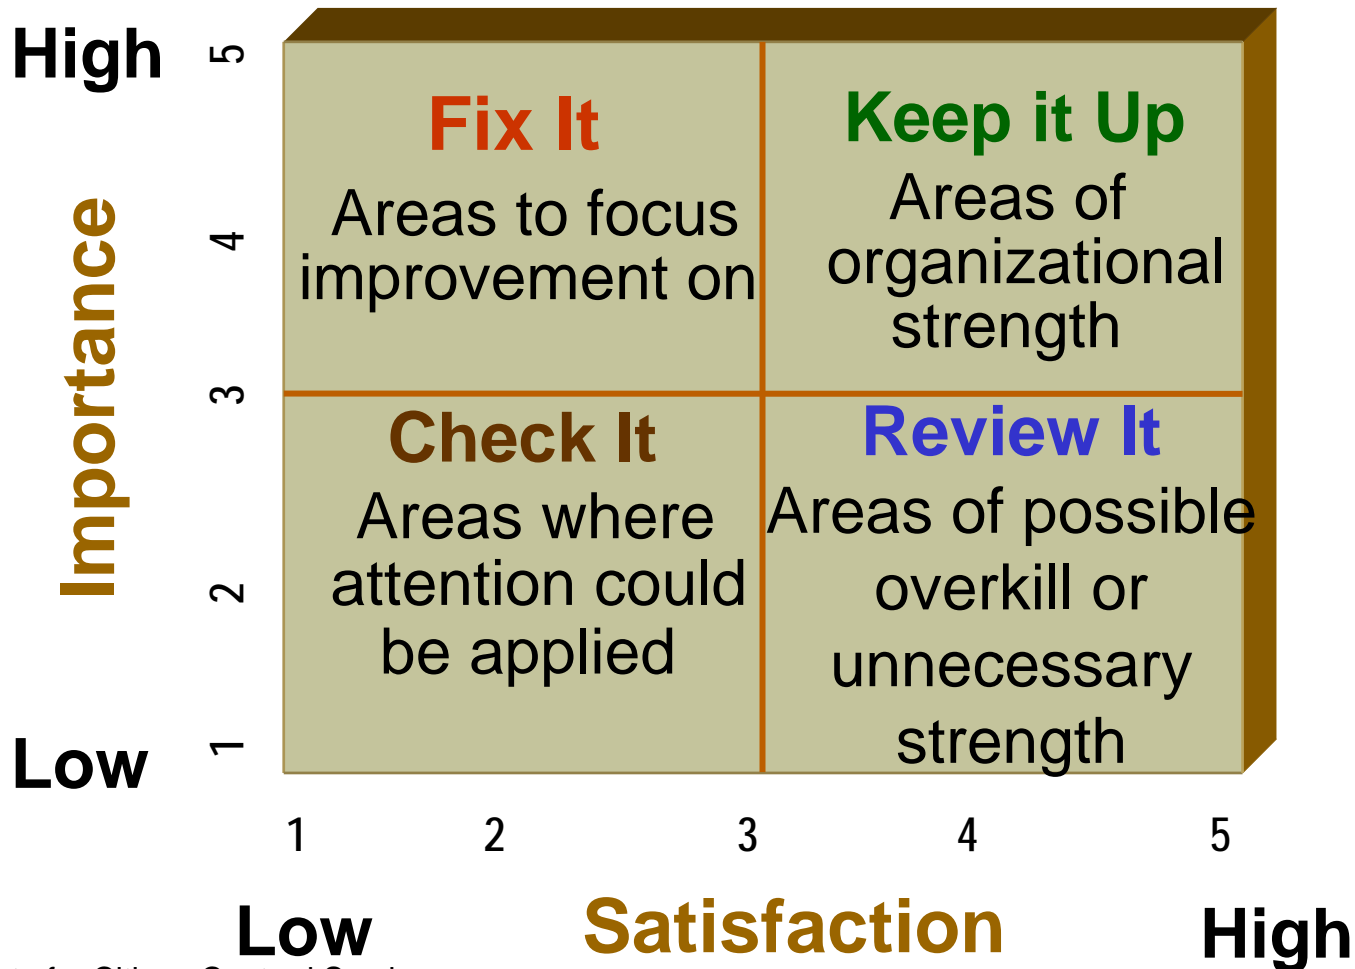 High
5
Fix It
Keep it Up
Areas to focus
improvement on
Areas of
organizational
strength
Importance
4
3
Check It
Review It
Areas where
attention could
be applied
Areas of possible
overkill or
unnecessary
strength
2
1
Low
1 2 3 4 5
Low
Satisfaction
High